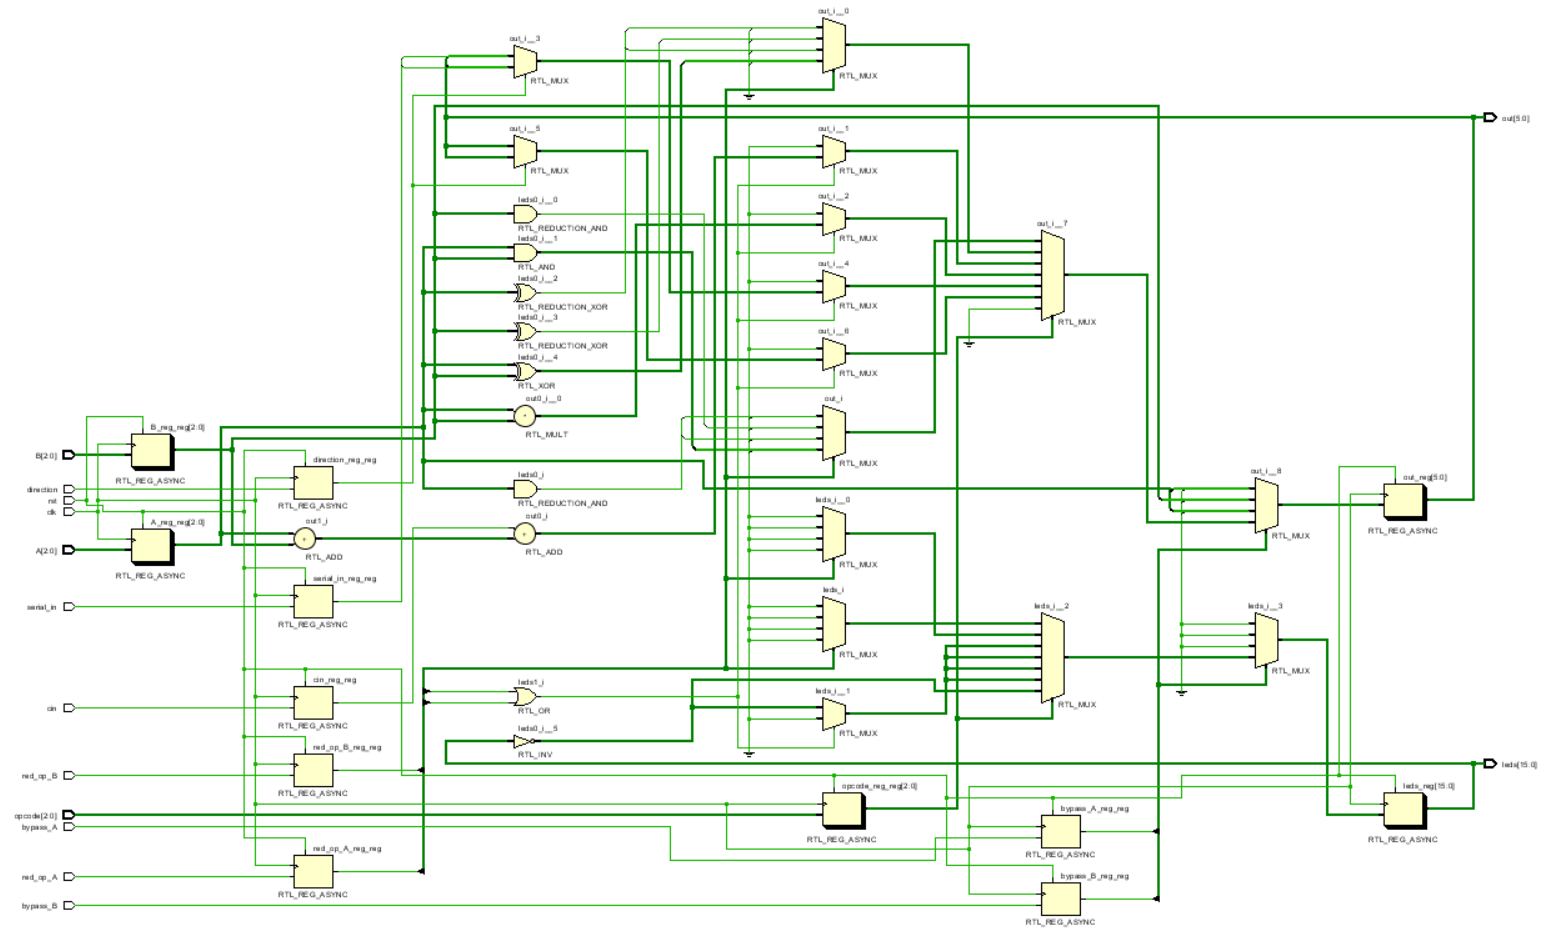 out_i__0
RTL_MUX
out_i__3
RTL_MUX
out[5:0]
out_i__5
RTL_MUX
out_i__1
RTL_MUX
leds0_i__0
RTL_REDUCTION_AND
out_i__2
RTL_MUX
out_i__7
RTL_MUX
leds0_i__1
RTL_AND
out_i__4
RTL_MUX
leds0_i__2
RTL_REDUCTION_XOR
leds0_i__3
RTL_REDUCTION_XOR
out_i__6
RTL_MUX
leds0_i__4
RTL_XOR
out0_i__0
RTL_MULT
out_i
RTL_MUX
B_reg_reg[2:0]
RTL_REG_ASYNC
B[2:0]
direction
rst
clk
A[2:0]
direction_reg_reg
RTL_REG_ASYNC
leds0_i
RTL_REDUCTION_AND
out_i__8
RTL_MUX
out_reg[5:0]
RTL_REG_ASYNC
A_reg_reg[2:0]
RTL_REG_ASYNC
out1_i
RTL_ADD
out0_i
RTL_ADD
leds_i__0
RTL_MUX
serial_in
serial_in_reg_reg
RTL_REG_ASYNC
leds_i
RTL_MUX
leds_i__2
RTL_MUX
leds_i__3
RTL_MUX
cin
cin_reg_reg
RTL_REG_ASYNC
leds1_i
RTL_OR
leds_i__1
RTL_MUX
leds0_i__5
RTL_INV
leds[15:0]
red_op_B
red_op_B_reg_reg
RTL_REG_ASYNC
opcode[2:0]
bypass_A
opcode_reg_reg[2:0]
RTL_REG_ASYNC
bypass_A_reg_reg
RTL_REG_ASYNC
leds_reg[15:0]
RTL_REG_ASYNC
red_op_A
red_op_A_reg_reg
RTL_REG_ASYNC
bypass_B
bypass_B_reg_reg
RTL_REG_ASYNC